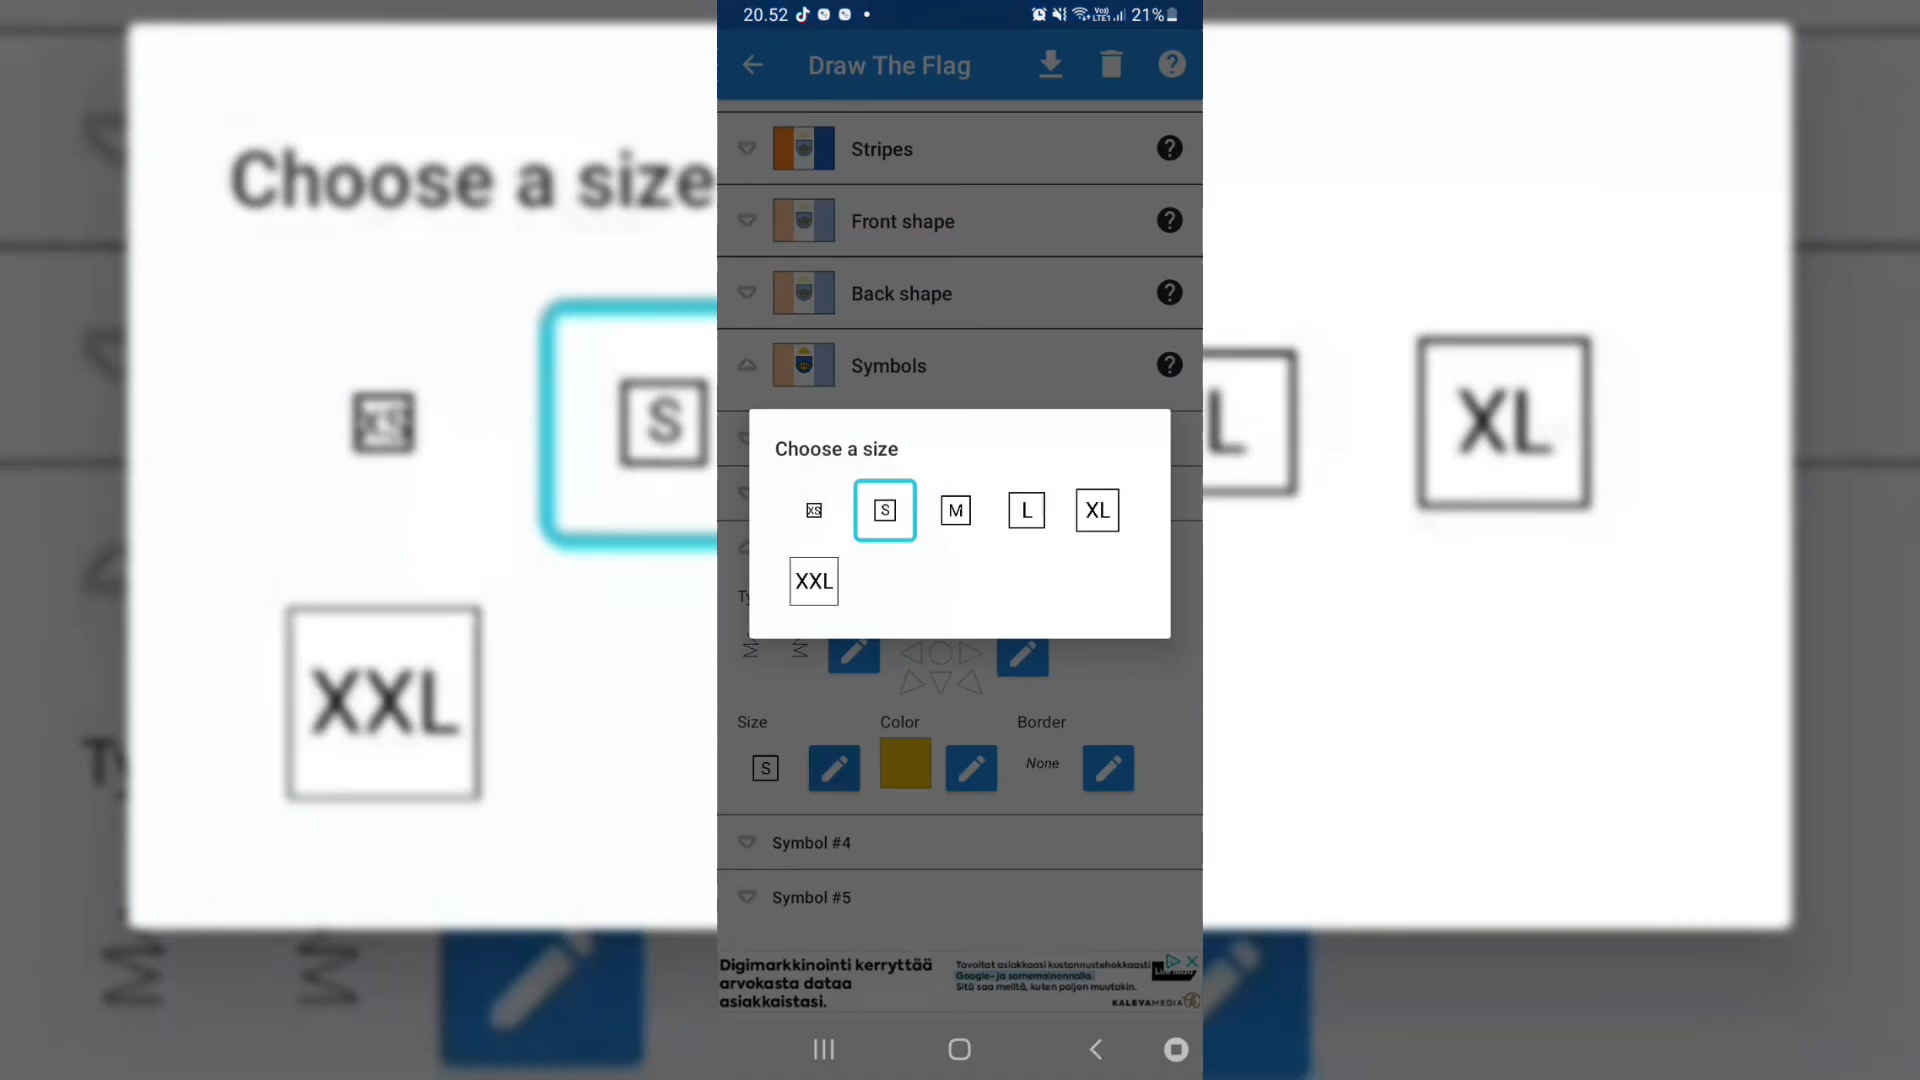 20.52
Vo))
LTE1
21%
Draw The Flag
Stripes
Front shape
Back shape
Symbols
Choose a size
XS
S
M
L
XL
XXL
Size
Color
Border
S
None
Symbol #4
Symbol #5
Digimarkkinointi kerryttää
arvokasta dataa
asiakkaistasi.
Tavoitat asiakkaasi kustannustehokkaasti
Google- ja somemainonnalla.
Sitä saa meiltä, kuten paljon muutakin.
KALEVAMEDIA
Choose a size
XS
S
L
XL
XXL